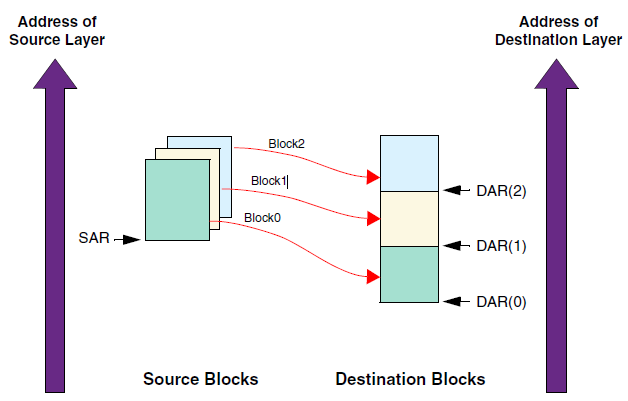 Address of
Source Layer
Address of
Destination Layer
Block2
Block1
Block0
SAR
DAR(2)
DAR(1)
DAR(0)
Source Blocks
Destination Blocks